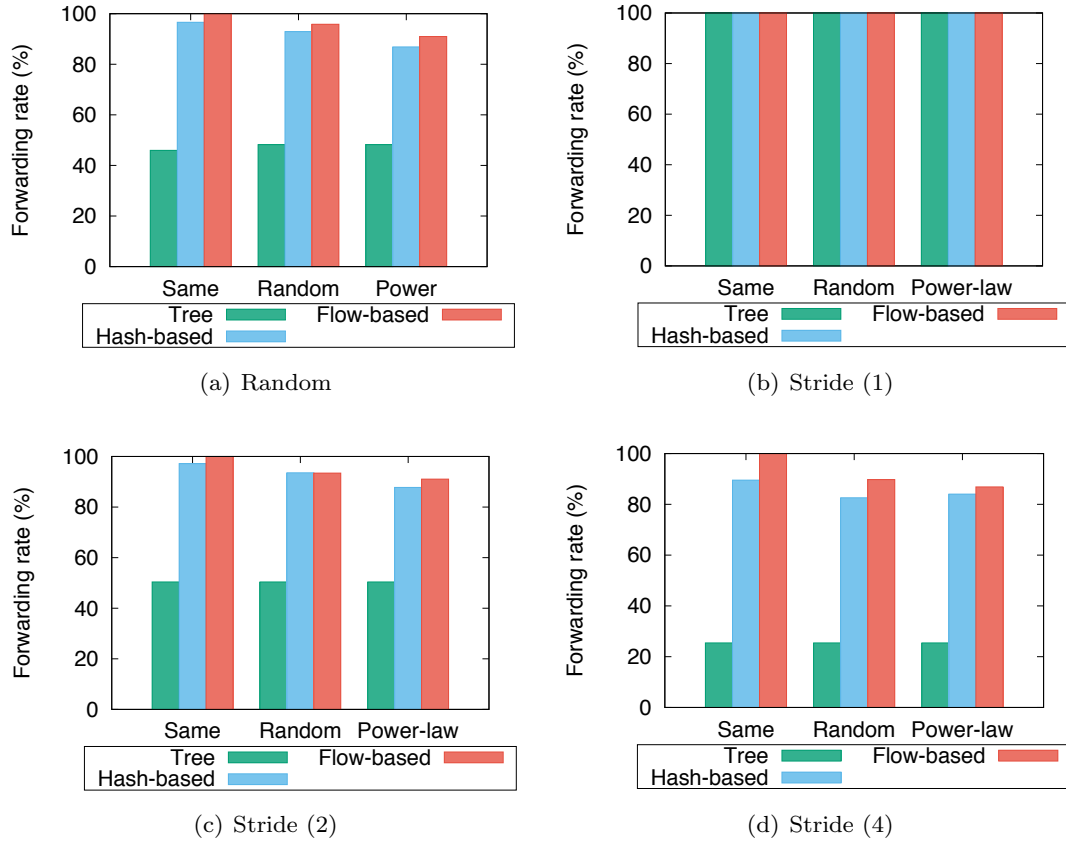 Forwarding rate (%)
100
80
60
40
20
0
Same Random Power
Tree Flow-based
Hash-based
(a) Random
Forwarding rate (%)
100
80
60
40
20
0
Same Random Power-law
Tree Flow-based
Hash-based
(b) Stride (1)
Forwarding rate (%)
100
80
60
40
20
0
Same Random Power-law
Tree Flow-based
Hash-based
(c) Stride (2)
Forwarding rate (%)
100
80
60
40
20
0
Same Random Power-law
Tree Flow-based
Hash-based
(d) Stride (4)